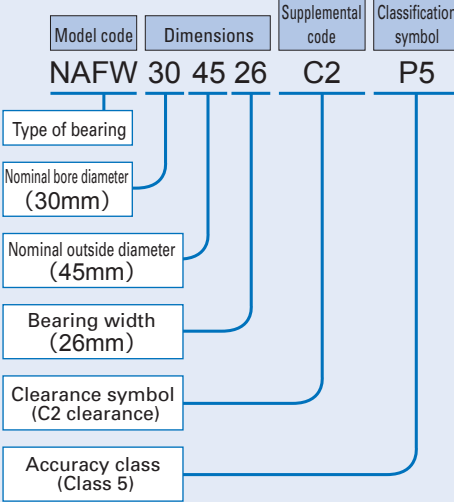 Model code
Dimensions
Supplemental
code
Classification
symbol
NAFW 30 45 26 C2 P5
Type of bearing
Nominal bore diameter
(30mm)
Nominal outside diameter
(45mm)
Bearing width
(26mm)
Clearance symbol
(C2 clearance)
Accuracy class
(Class 5)